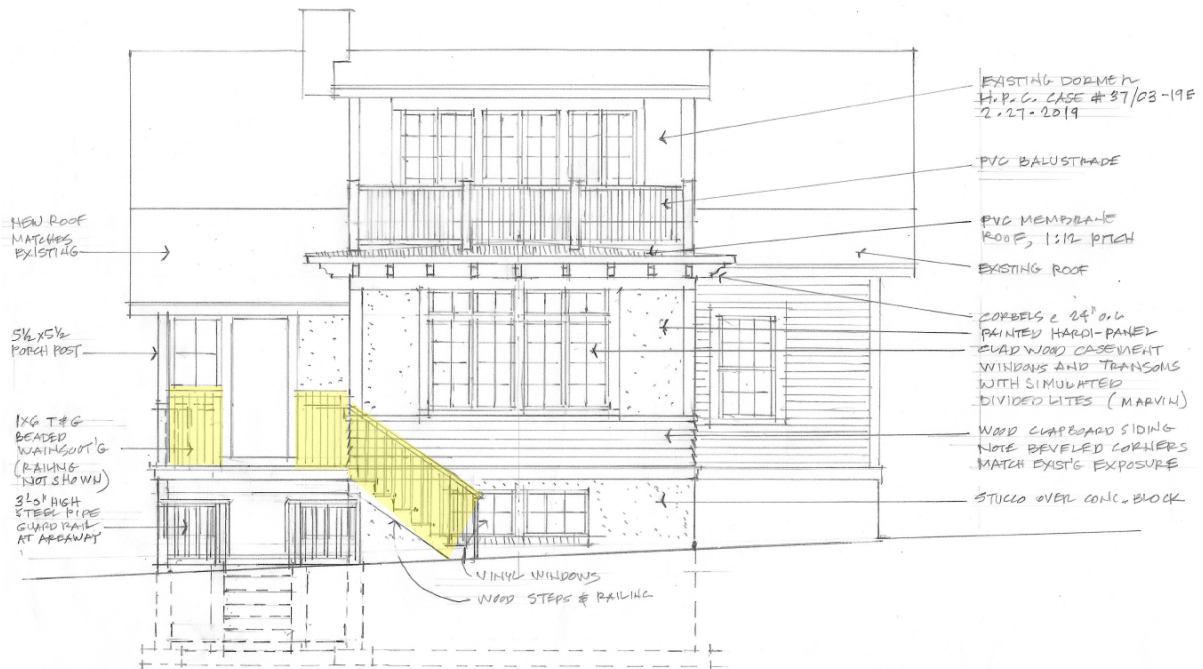 EXISTING DORMER
H.P.C. CASE # 37/03-19E
2.27.2019
PVC BALUSTRADE
PVC MEMBRANE
ROOF, 1:12 PITCH
EXISTING ROOF
CORBELS @ 24" O.C
PAINTED HARDI-PANEL
CLAD WOOD CASEMENT
WINDOWS AND TRANSOMS
WITH SIMULATED
DIVIDED LITES (MARVIN)
WOOD CLAPBOARD SIDING
NOTE BEVELED CORNERS
MATCH EXIST'G EXPOSURE
STUCCO OVER CONC. BLOCK
NEW ROOF
MATCHES
EXISTING
5½ x 5½
PORCH POST
1X6 T&G
BEADED
WAINSCOT'G
(RAILING
NOT SHOWN)
3'-0" HIGH
STEEL PIPE
GUARD RAIL
AT AREAWAY
VINYL WINDOWS
WOOD STEPS & RAILING